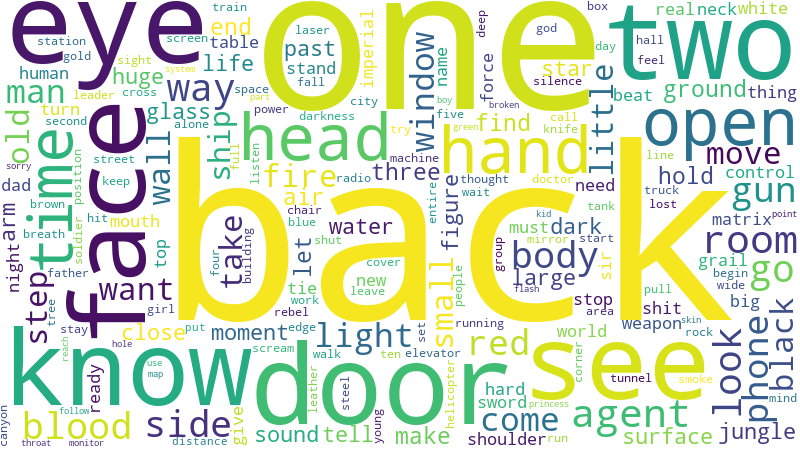 eye
one
two
back
face
know
door
see
hand
head
open
time
man
huge
human
station
gold
sight
screen
train
system
leader
cross
turn
second
old
alone
street
position
keep
sorry
dad
brown
breath
arm
hit
night
father
soldier
tree
step
want
mouth
top
girl
stay
wall
glass
way
life
space
end
table
power
past
stand
laser
fall
darkness
city
imperial
full
ship
fire
air
listen
radio
machine
three
try
boy
part
window
name
force
deep
five
god
silence
star
find
green
broken
call
knife
box
day
hall
feel
beat
little
real
neck
white
ground
thing
move
line
control
gun
hold
need
truck
lost
matrix
point
room
grail
go
begin
wide
big
doctor
thought
wait
entire
figure
must
dark
kid
tank
mirror
start
body
large
group
flash
sir
stop
area
shit
weapon
pull
skin
rock
world
corner
tunnel
smoke
phone
look
black
mind
jungle
surface
agent
princess
run
shoulder
come
sword
hard
red
small
people
running
set
elevator
helicopter
walk
ten
light
edge
moment
rebel
work
leave
new
cover
water
shut
blue
chair
let
tie
building
four
take
put
close
ready
hole
reach
use
map
follow
blood
canyon
throat
monitor
side
distance
give
scream
sound
tell
leather
steel
young
make